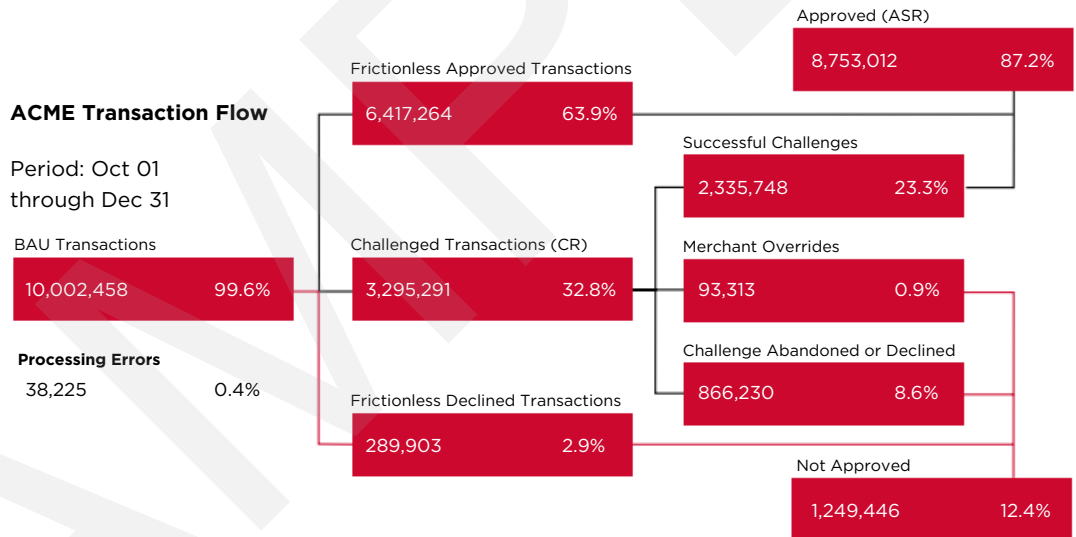 Approved (ASR)
8,753,012 87.2%
Frictionless Approved Transactions
6,417,264 63.9%
ACME Transaction Flow
Period: Oct 01
through Dec 31
Successful Challenges
2,335,748 23.3%
BAU Transactions
10,002,458 99.6%
Challenged Transactions (CR)
3,295,291 32.8%
Merchant Overrides
93,313 0.9%
Processing Errors
38,225 0.4%
Challenge Abandoned or Declined
866,230 8.6%
Frictionless Declined Transactions
289,903 2.9%
Not Approved
1,249,446 12.4%